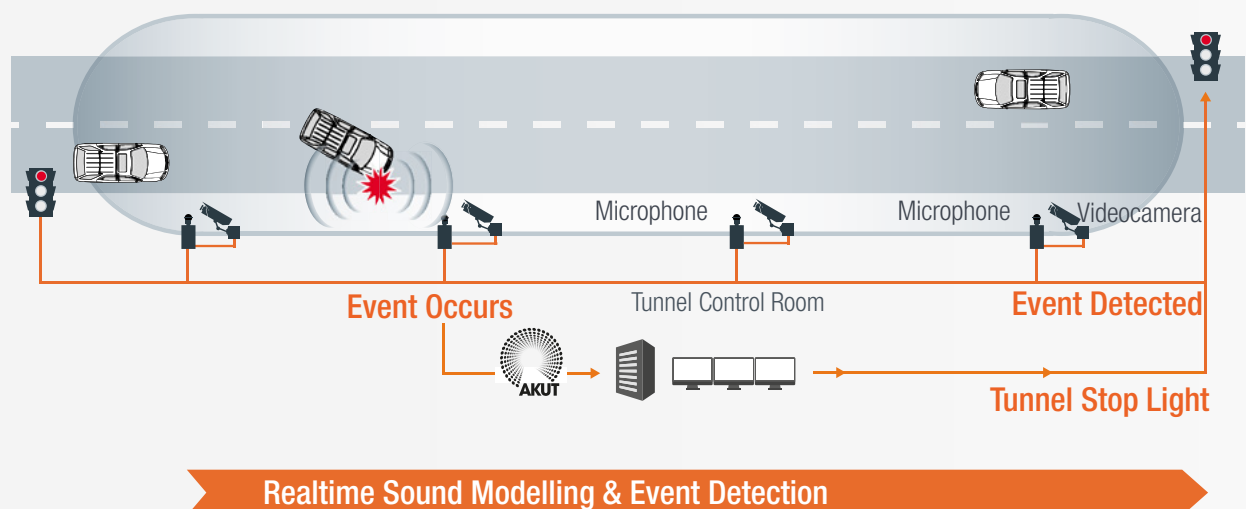 Microphone
Microphone
Videocamera
Event Occurs
Tunnel Control Room
Event Detected
AKUT
Tunnel Stop Light
Realtime Sound Modelling & Event Detection